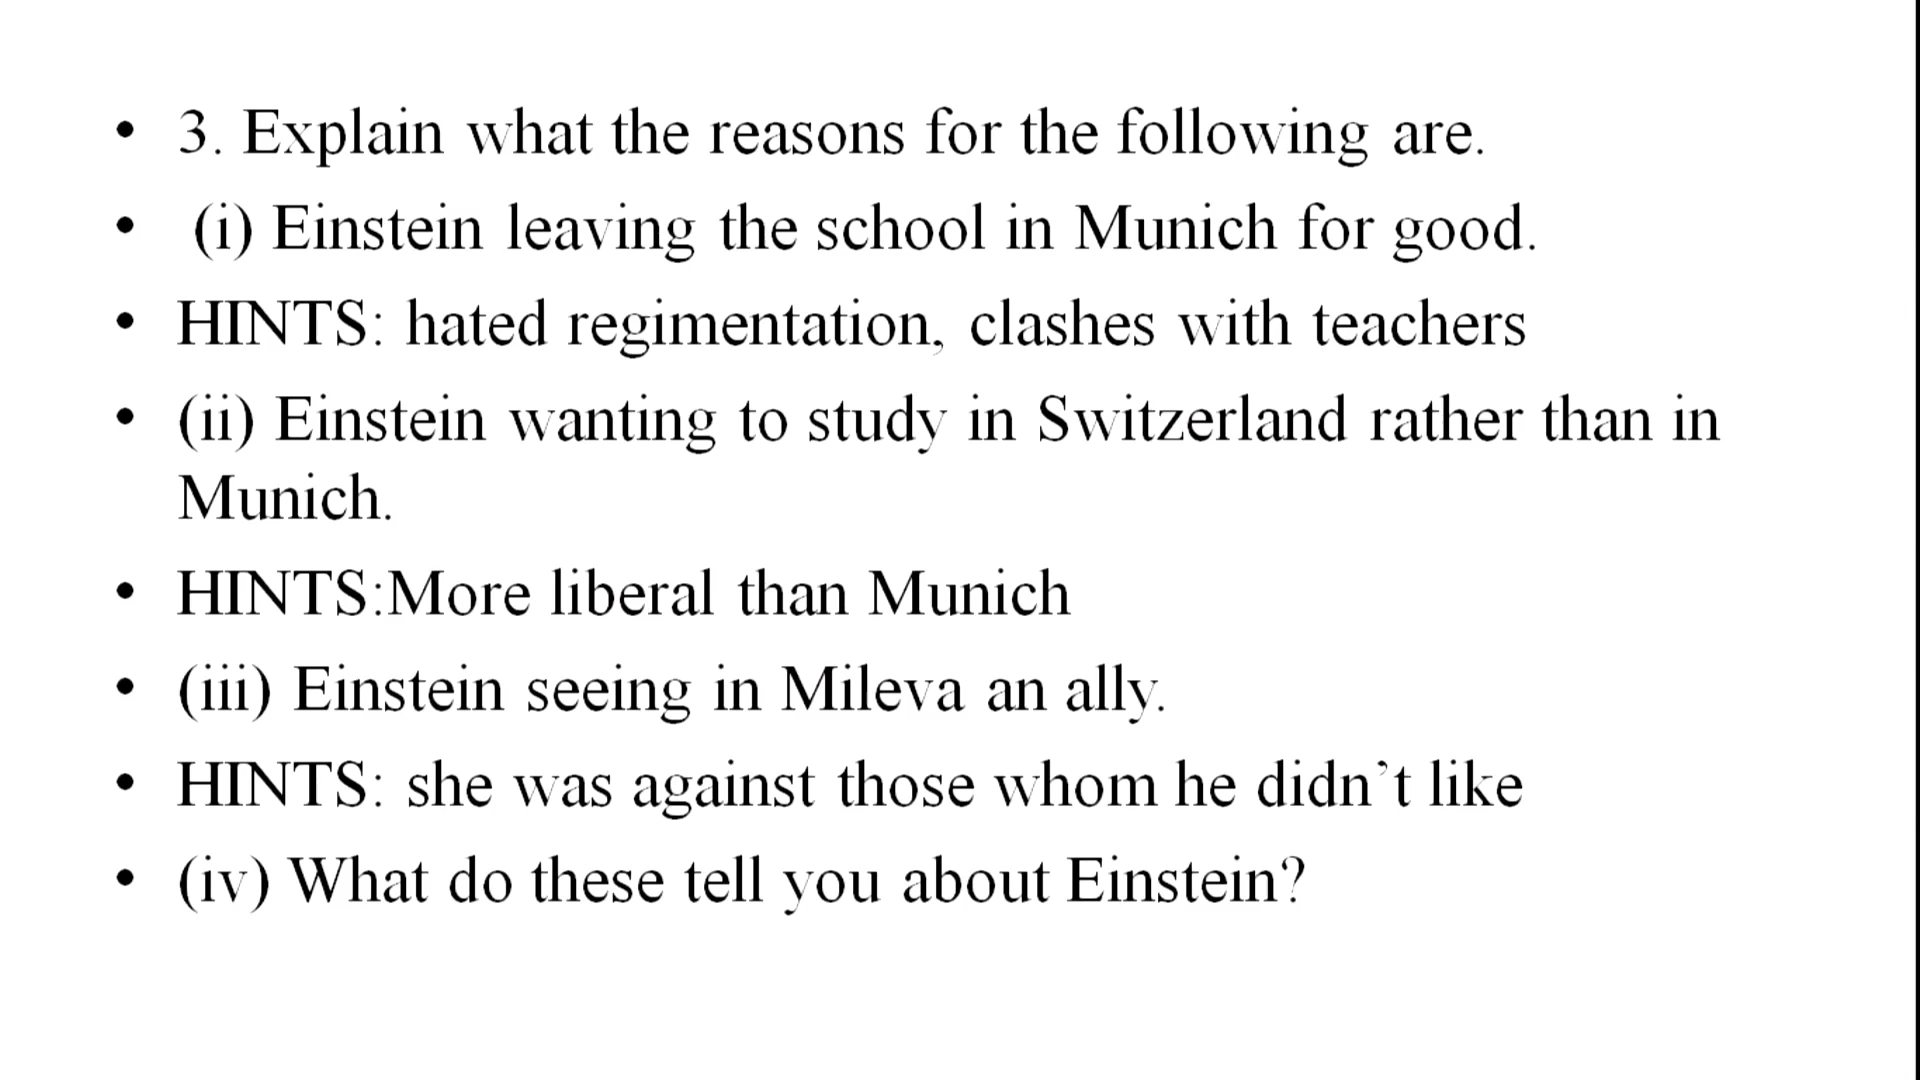 • 3. Explain what the reasons for the following are.
• (i) Einstein leaving the school in Munich for good.
• HINTS: hated regimentation, clashes with teachers
• (ii) Einstein wanting to study in Switzerland rather than in
Munich.
• HINTS:More liberal than Munich
• (iii) Einstein seeing in Mileva an ally.
• HINTS: she was against those whom he didn’t like
• (iv) What do these tell you about Einstein?